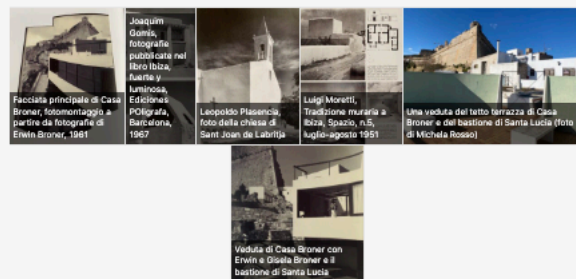 Facciata principale di Casa
Broner, fotomontaggio a
partire da fotografie di
Erwin Broner, 1961
Joaquim
Gomis,
fotografie
pubblicate nel
libro Ibiza,
fuerte y
luminosa,
Ediciones
POlígrafa,
Barcelona,
1967
Leopoldo Plasencia,
foto della chiesa di
Sant Joan de Labritja
Luigi Moretti,
Tradizione muraria a
Ibiza, Spazio, n.5,
luglio-agosto 1951
Una veduta del tetto terrazza di Casa
Broner e del bastione di Santa Lucia (foto
di Michela Rosso)
Veduta di Casa Broner con
Erwin e Gisela Broner e il
bastione di Santa Lucia